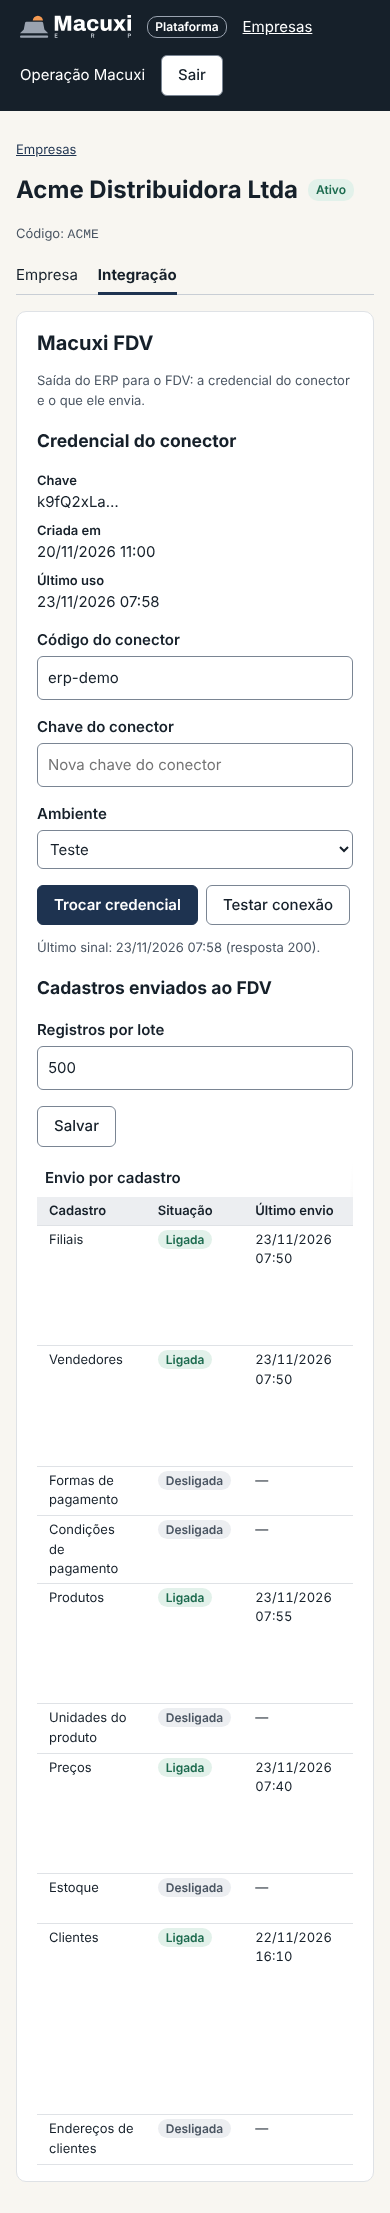 Macuxi
E R P
Plataforma
Empresas
Operação Macuxi
Sair
Empresas
Acme Distribuidora Ltda
Ativo
Código: ACME
Empresa
Integração
Macuxi FDV
Saída do ERP para o FDV: a credencial do conector
e o que ele envia.
Credencial do conector
Chave
k9fQ2xLa…
Criada em
20/11/2026 11:00
Último uso
23/11/2026 07:58
Código do conector
erp-demo
Chave do conector
Nova chave do conector
Ambiente
Teste
Trocar credencial
Testar conexão
Último sinal: 23/11/2026 07:58 (resposta 200).
Cadastros enviados ao FDV
Registros por lote
500
Salvar
Envio por cadastro
Cadastro Situação Último envio
Filiais Ligada 23/11/2026
07:50
Vendedores Ligada 23/11/2026
07:50
Formas de Desligada —
pagamento
Condições Desligada —
de
pagamento
Produtos Ligada 23/11/2026
07:55
Unidades do Desligada —
produto
Preços Ligada 23/11/2026
07:40
Estoque Desligada —
Clientes Ligada 22/11/2026
16:10
Endereços de Desligada —
clientes